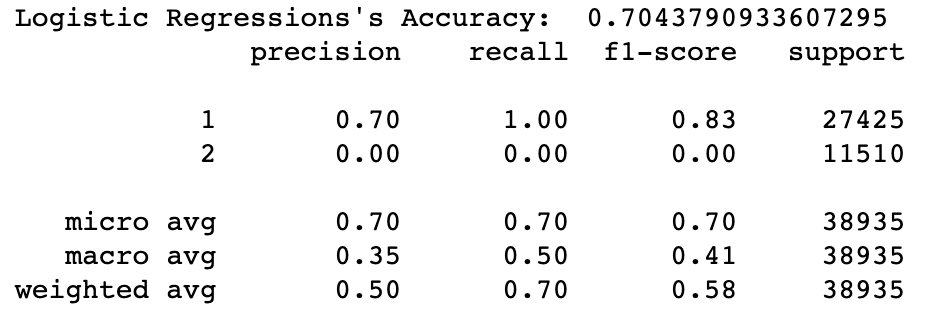 Logistic Regressions's Accuracy:  0.7043790933607295
              precision    recall  f1-score   support

           1       0.70      1.00      0.83     27425
           2       0.00      0.00      0.00     11510

   micro avg       0.70      0.70      0.70     38935
   macro avg       0.35      0.50      0.41     38935
weighted avg       0.50      0.70      0.58     38935